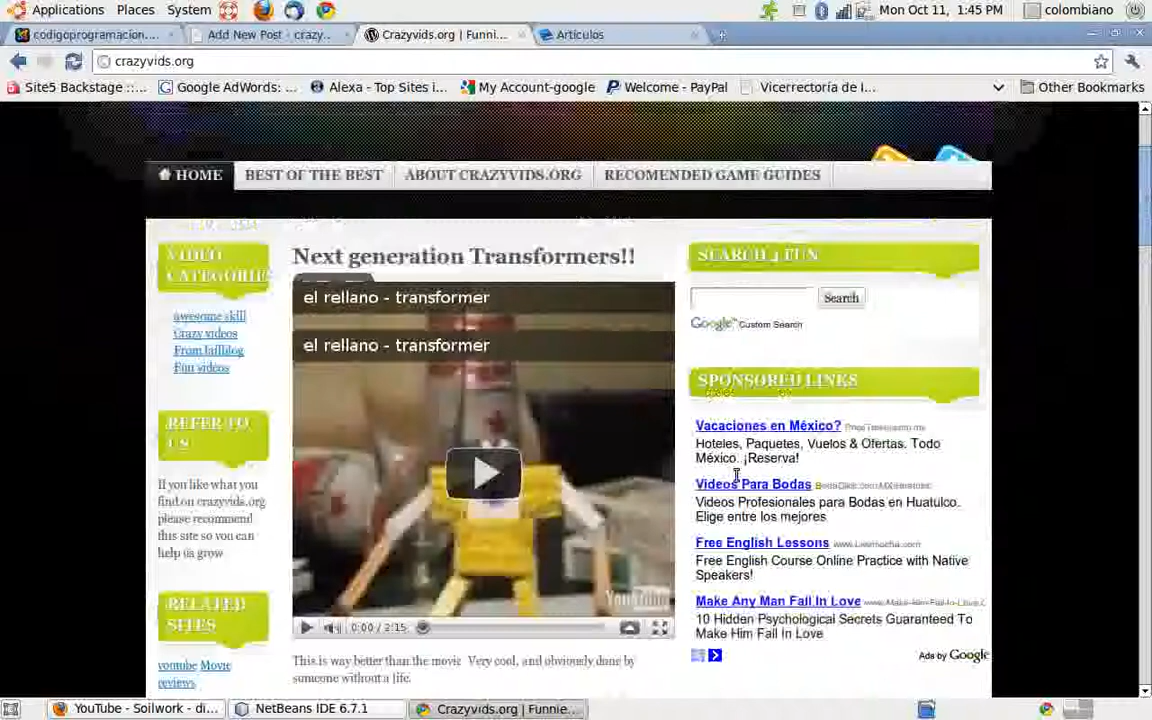 Applications Places System Mon Oct 11, 1:45 PM colombiano
codigoprogramacion.... Add New Post - crazy... Crazyvids.org | Funni... Artículos
crazyvids.org
Site5 Backstage ::... Google AdWords: ... Alexa - Top Sites i... My Account-google Welcome - PayPal Vicerrectoría de I... Other Bookmarks
HOME BEST OF THE BEST ABOUT CRAZYVIDS.ORG RECOMENDED GAME GUIDES
VIDEO
CATEGORIES
awesome skill
Crazy videos
From laillblog
Fun videos
REFER TO
US
If you like what you
find on crazyvids.org
please recommend
this site so you can
help us grow
RELATED
SITES
youtube Movie
reviews
Next generation Transformers!!
el rellano - transformer
el rellano - transformer
YouTube
0:00 / 2:15
This is way better than the movie Very cool, and obviously done by
someone without a life.
SEARCH 4 FUN
Search
Google™ Custom Search
SPONSORED LINKS
Vacaciones en México?
Hoteles, Paquetes, Vuelos & Ofertas. Todo
México. ¡Reserva!
Videos Para Bodas
Videos Profesionales para Bodas en Huatulco.
Elige entre los mejores
Free English Lessons www.Livemocha.com
Free English Course Online Practice with Native
Speakers!
Make Any Man Fall In Love
10 Hidden Psychological Secrets Guaranteed To
Make Him Fall In Love
Ads by Google
YouTube - Soilwork - di... NetBeans IDE 6.7.1 Crazyvids.org | Funnie...